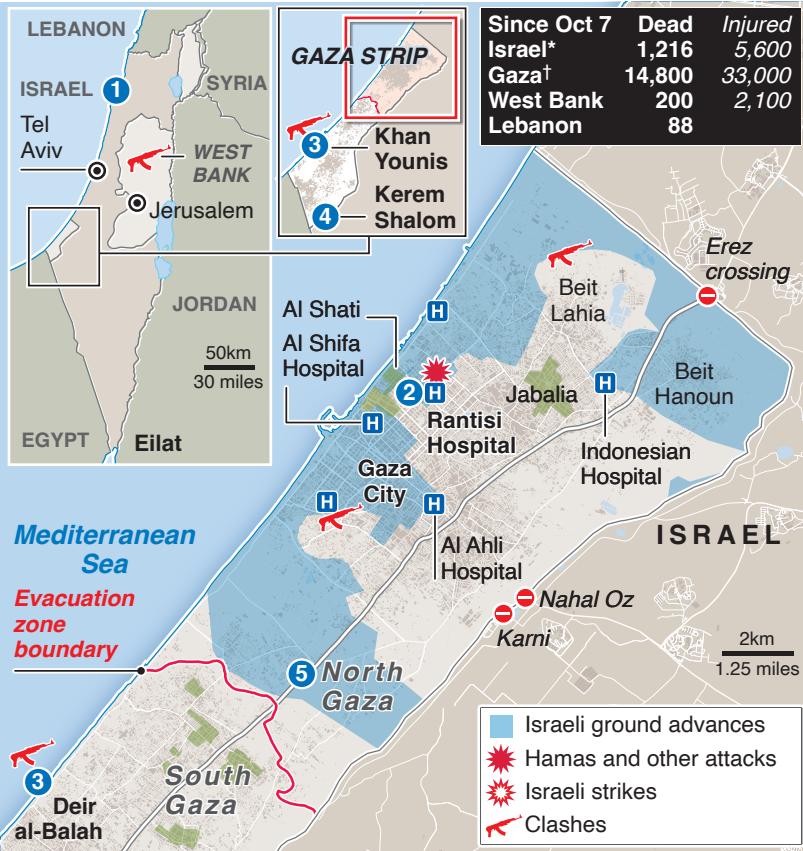 LEBANON
ISRAEL 1
SYRIA
Tel
Aviv
WEST
BANK
Jerusalem
JORDAN
50km
30 miles
EGYPT
Eilat
GAZA STRIP
3 Khan
Younis
4 Kerem
Shalom
Since Oct 7 Dead Injured
Israel* 1,216 5,600
Gaza† 14,800 33,000
West Bank 200 2,100
Lebanon 88
Erez
crossing
Beit
Lahia
Al Shati
H
Al Shifa
Hospital
2
H
Rantisi
Hospital
Jabalia
H
Beit
Hanoun
H
Indonesian
Hospital
Gaza
City
H
H
Al Ahli
Hospital
ISRAEL
Mediterranean
Sea
Evacuation
zone
boundary
Nahal Oz
Karni
2km
1.25 miles
5 North
Gaza
South
Gaza
3
Deir
al-Balah
Israeli ground advances
Hamas and other attacks
Israeli strikes
Clashes